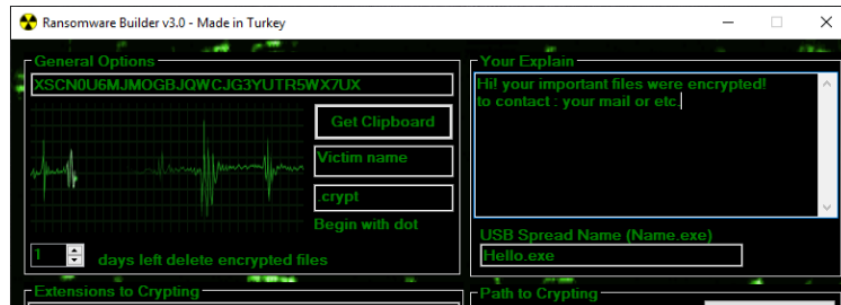 Ransomware Builder v3.0 - Made in Turkey
General Options
XSCN0U6MJMOGBJQWCJG3YUTR5WX7UX
Get Clipboard
Victim name
.crypt
Begin with dot
1
days left delete encrypted files
Extensions to Crypting
Your Explain
Hi! your important files were encrypted!
to contact : your mail or etc.
USB Spread Name (Name.exe)
Hello.exe
Path to Crypting